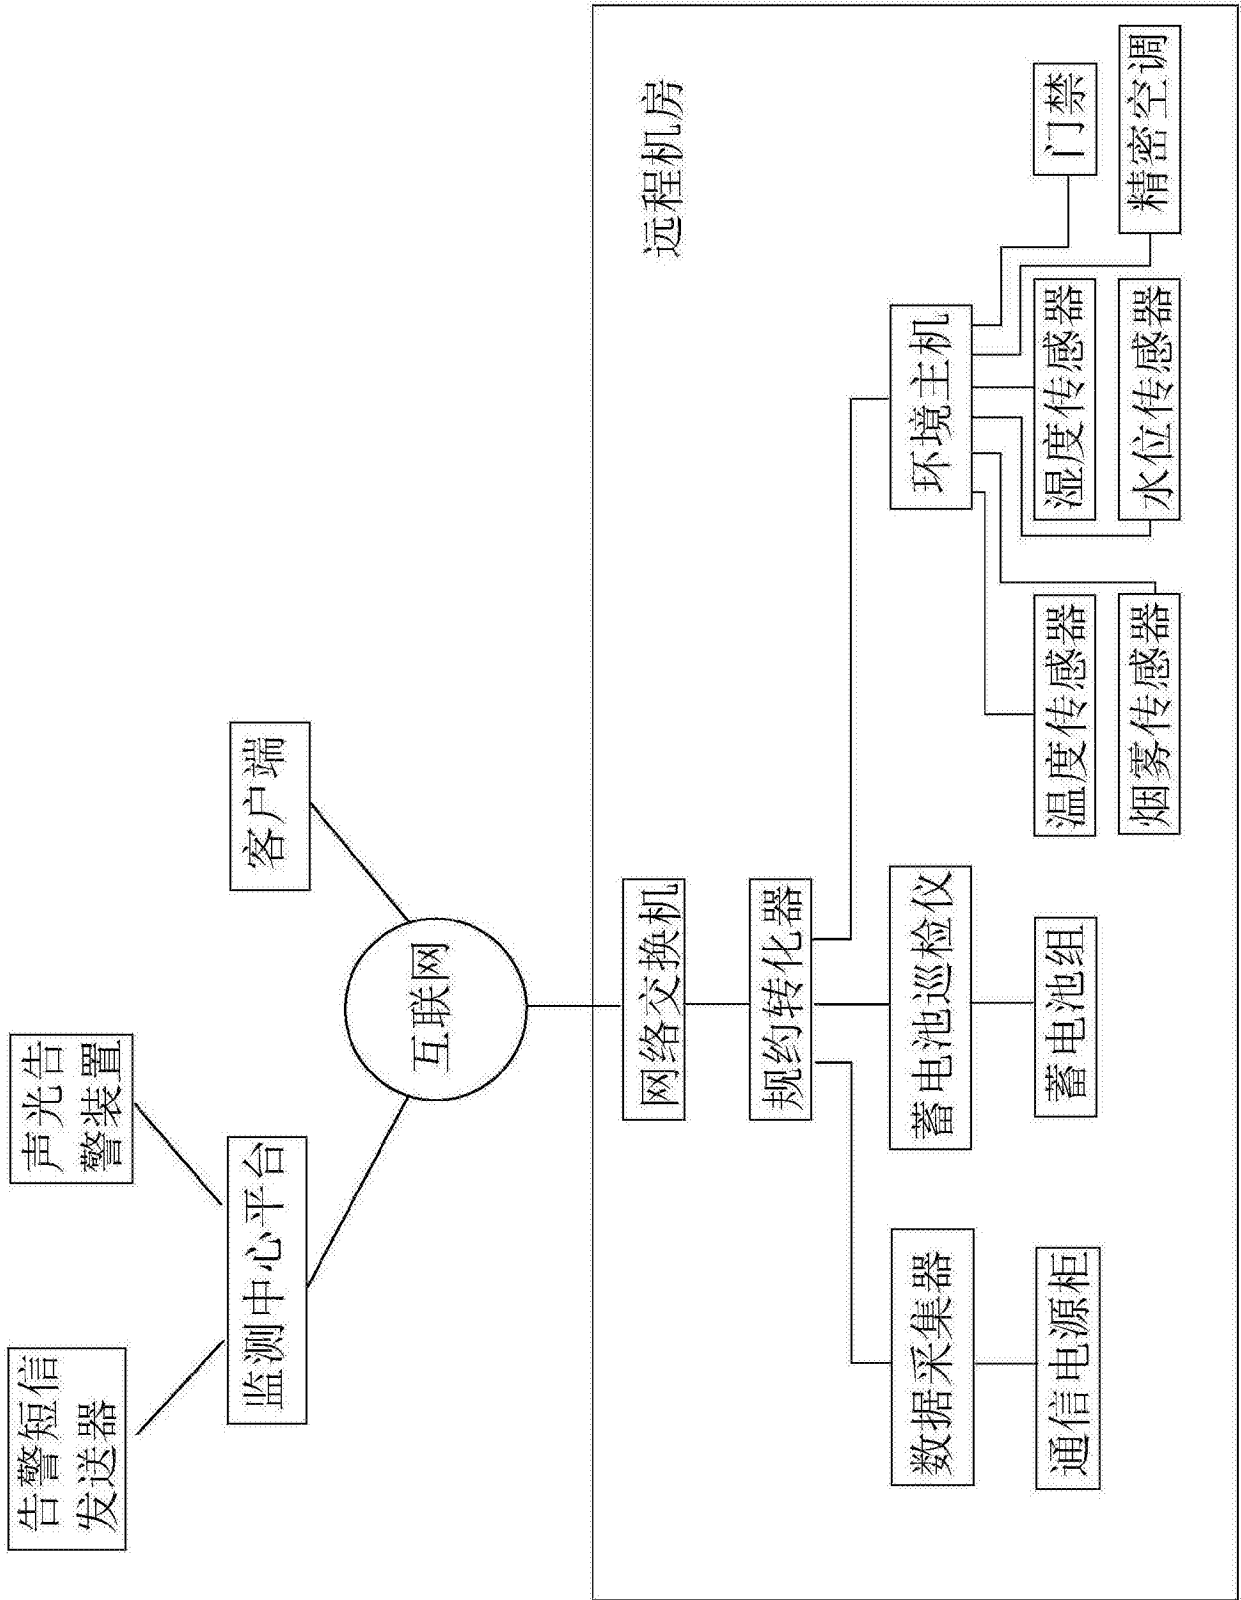 告警短信
发送器
声光告
警装置
监测中心平台
客户端
互联网
远程机房
网络交换机
规约转化器
数据采集器
蓄电池巡检仪
环境主机
通信电源柜
蓄电池组
温度传感器
湿度传感器
门禁
烟雾传感器
水位传感器
精密空调